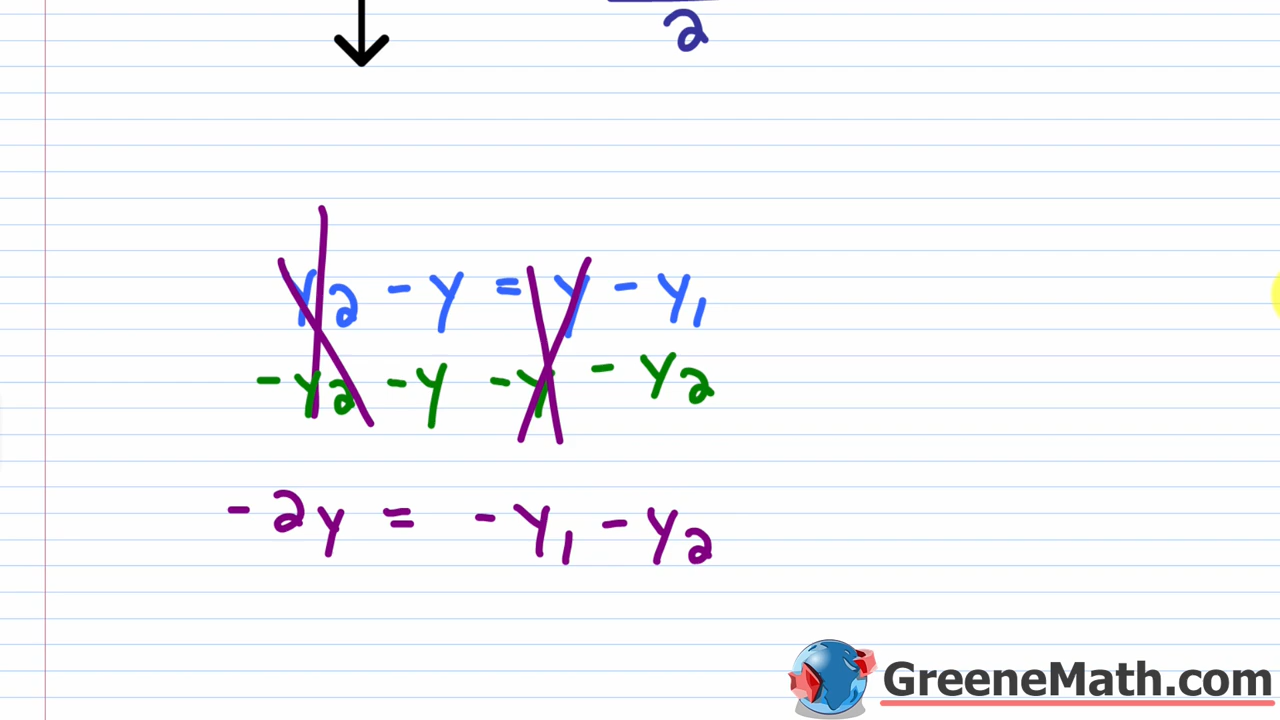 2
y2 - y = y - y1
- y2 - y - y - y2
- 2y = - y1 - y2
GreeneMath.com